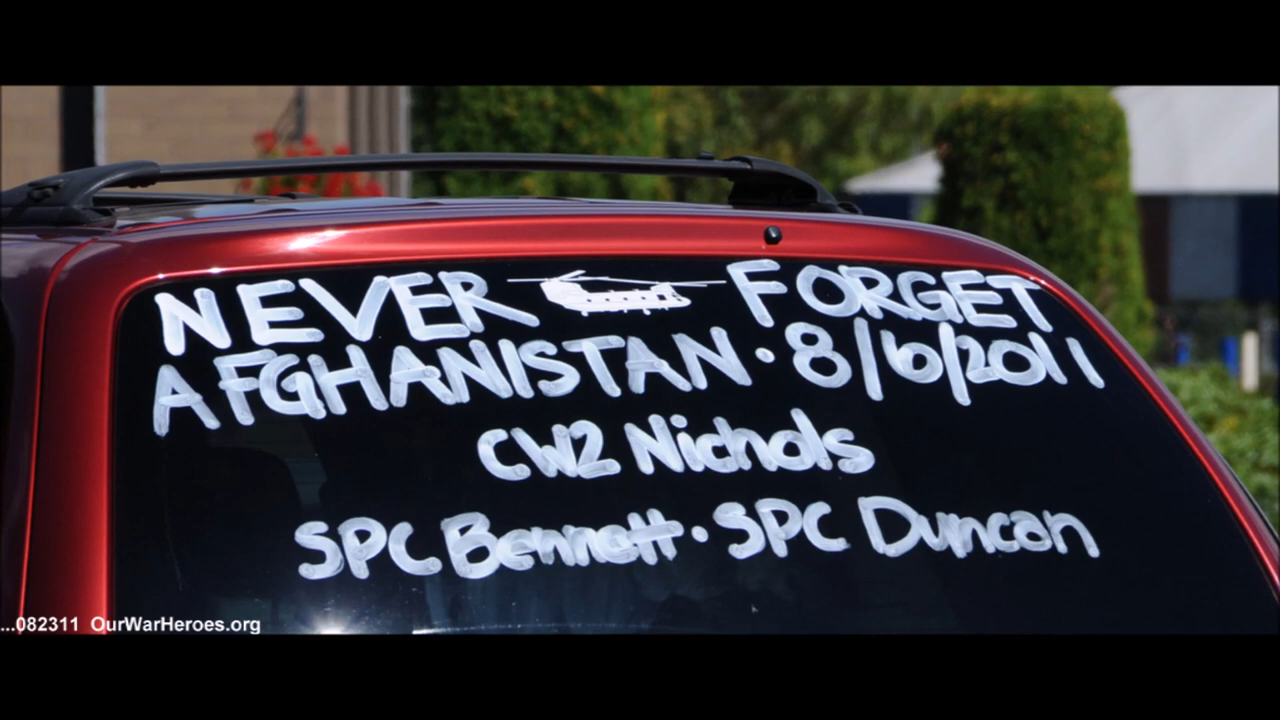 NEVER FORGET
AFGHANISTAN • 8/6/2011
CW2 Nichols
SPC Bennett • SPC Duncan
...082311 OurWarHeroes.org